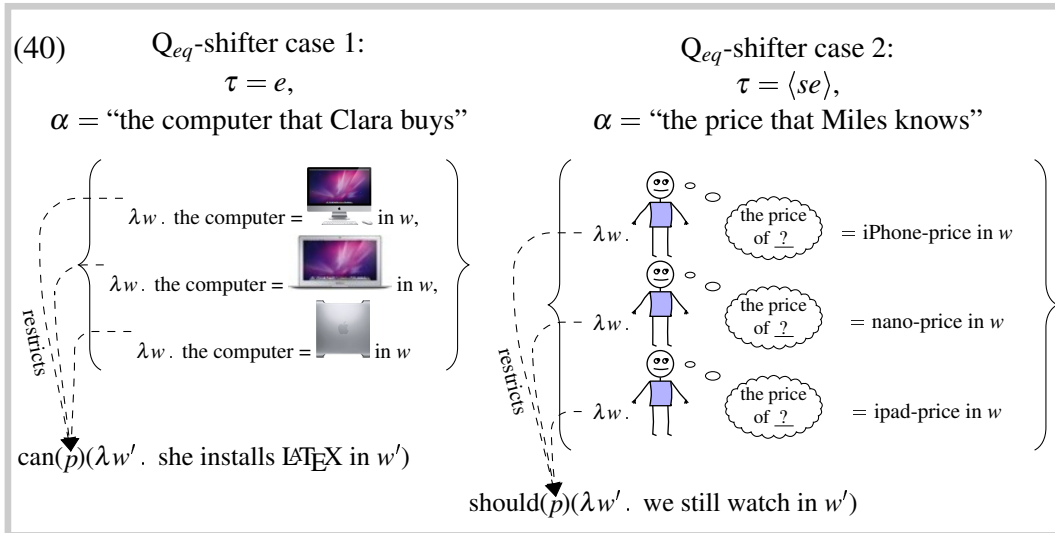 (40)
Q_eq-shifter case 1:
τ = e,
α = “the computer that Clara buys”
λw. the computer = in w,
λw. the computer = in w,
λw. the computer = in w
restricts
can(p)(λw′. she installs LATEX in w′)
Q_eq-shifter case 2:
τ = ⟨se⟩,
α = “the price that Miles knows”
λw. the price of ? = iPhone-price in w
λw. the price of ? = nano-price in w
λw. the price of ? = ipad-price in w
restricts
should(p)(λw′. we still watch in w′)